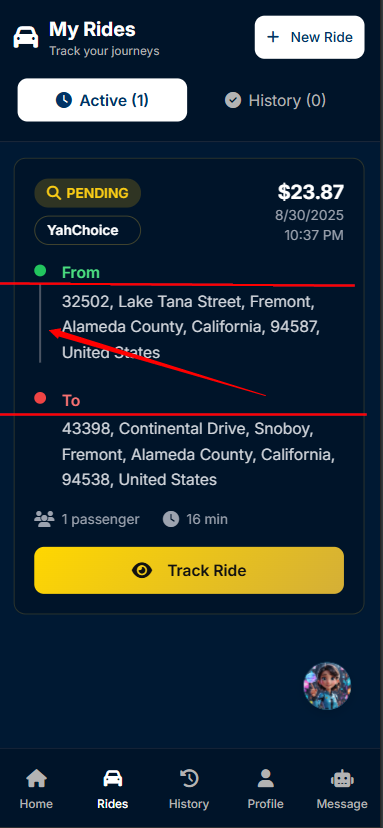 My Rides
Track your journeys
+ New Ride
Active (1)
History (0)
PENDING
YahChoice
$23.87
8/30/2025
10:37 PM
From
32502, Lake Tana Street, Fremont,
Alameda County, California, 94587,
United States
To
43398, Continental Drive, Snoboy,
Fremont, Alameda County, California,
94538, United States
1 passenger
16 min
Track Ride
Home
Rides
History
Profile
Message